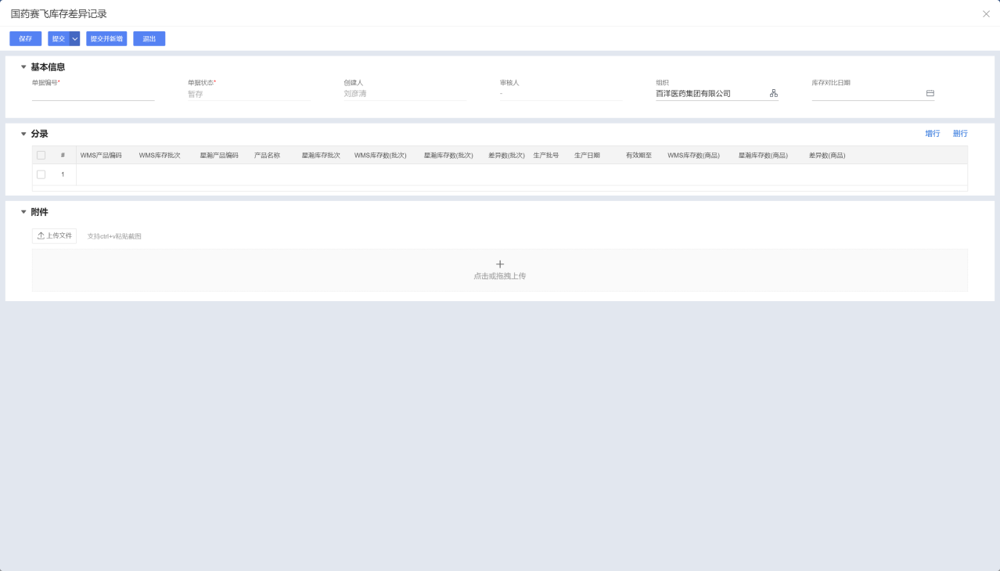 国药赛飞库存差异记录
保存 提交 提交并新增 退出
基本信息
单据编号* 单据状态* 创建人 审核人 组织 库存对比日期
暂存 刘彦清 - 百洋医药集团有限公司
分录 增行 删行
# WMS产品编码 WMS库存批次 星瀚产品编码 产品名称 星瀚库存批次 WMS库存数(批次) 星瀚库存数(批次) 差异数(批次) 生产批号 生产日期 有效期至 WMS库存数(商品) 星瀚库存数(商品) 差异数(商品)
1
附件
上传文件 支持ctrl+v粘贴截图
点击或拖拽上传